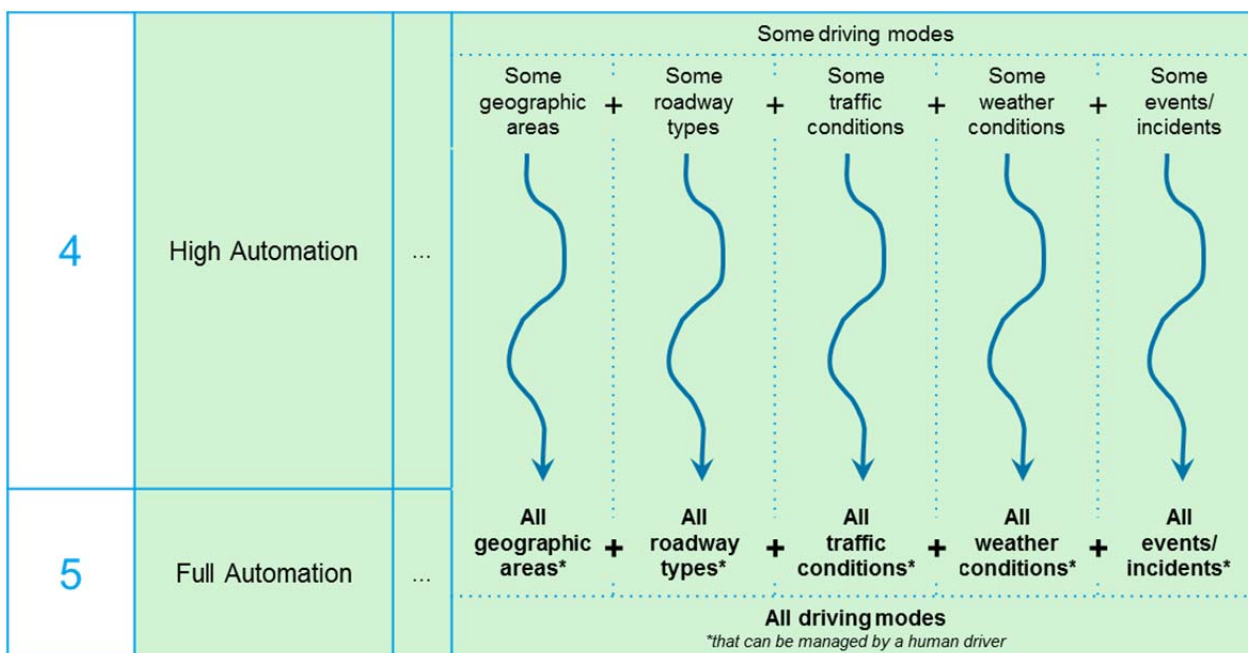 Some driving modes
Some geographic areas + Some roadway types + Some traffic conditions + Some weather conditions + Some events/ incidents
4 High Automation ...
5 Full Automation ...
All geographic areas* + All roadway types* + All traffic conditions* + All weather conditions* + All events/ incidents*
All driving modes
*that can be managed by a human driver